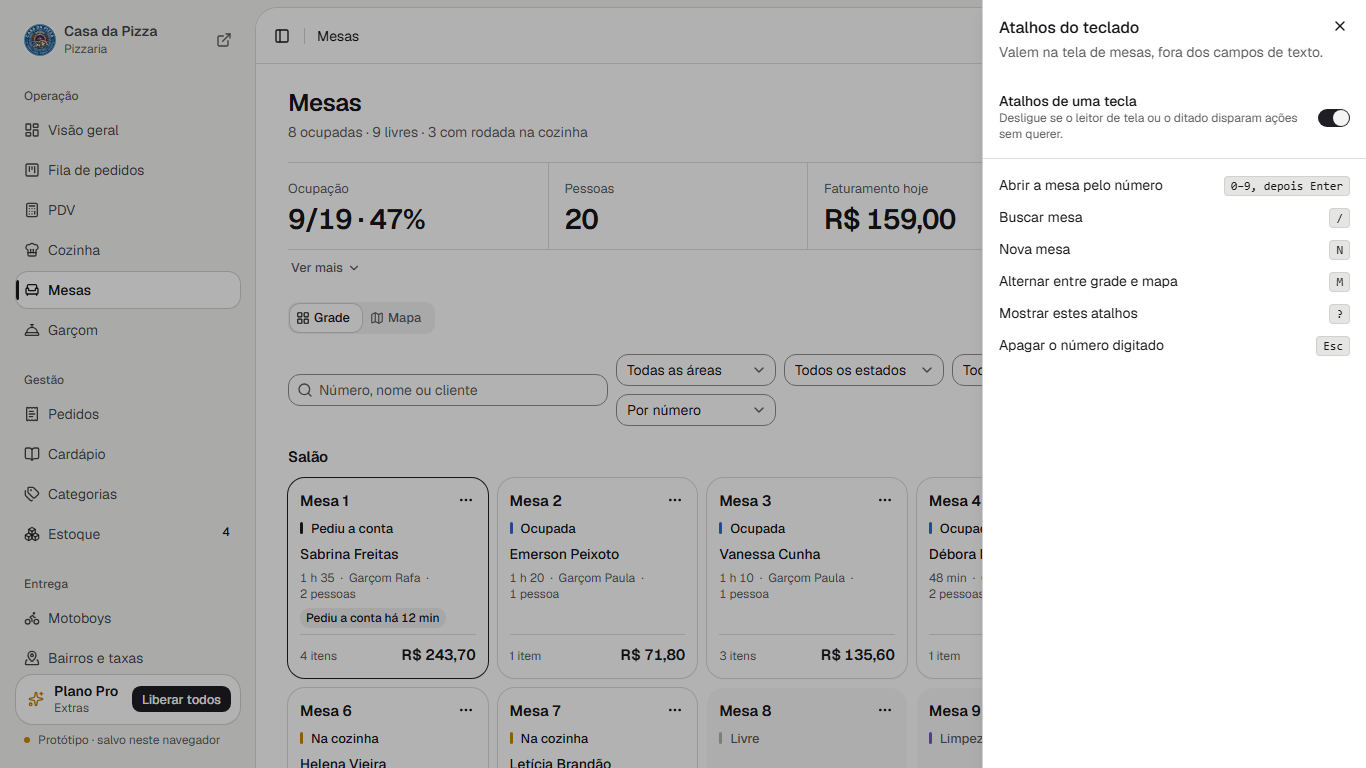 Casa da Pizza
Pizzaria
Operação
Visão geral
Fila de pedidos
PDV
Cozinha
Mesas
Garçom
Gestão
Pedidos
Cardápio
Categorias
Estoque 4
Entrega
Motoboys
Bairros e taxas
Plano Pro
Extras
Liberar todos
Protótipo · salvo neste navegador
Mesas
Mesas
8 ocupadas · 9 livres · 3 com rodada na cozinha
Ocupação
9/19 · 47%
Pessoas
20
Faturamento hoje
R$ 159,00
Ver mais
Grade Mapa
Número, nome ou cliente
Todas as áreas
Todos os estados
Por número
Salão
Mesa 1
Pediu a conta
Sabrina Freitas
1 h 35 · Garçom Rafa ·
2 pessoas
Pediu a conta há 12 min
4 itens R$ 243,70
Mesa 2
Ocupada
Emerson Peixoto
1 h 20 · Garçom Paula ·
1 pessoa
1 item R$ 71,80
Mesa 3
Ocupada
Vanessa Cunha
1 h 10 · Garçom Paula ·
1 pessoa
3 itens R$ 135,60
Mesa 4
Débora
48 min ·
2 pessoas
1 item
Mesa 6
Na cozinha
Helena Vieira
Mesa 7
Na cozinha
Letícia Brandão
Mesa 8
Livre
Mesa 9
Atalhos do teclado
Valem na tela de mesas, fora dos campos de texto.
Atalhos de uma tecla
Desligue se o leitor de tela ou o ditado disparam ações
sem querer.
Abrir a mesa pelo número 0–9, depois Enter
Buscar mesa /
Nova mesa N
Alternar entre grade e mapa M
Mostrar estes atalhos ?
Apagar o número digitado Esc